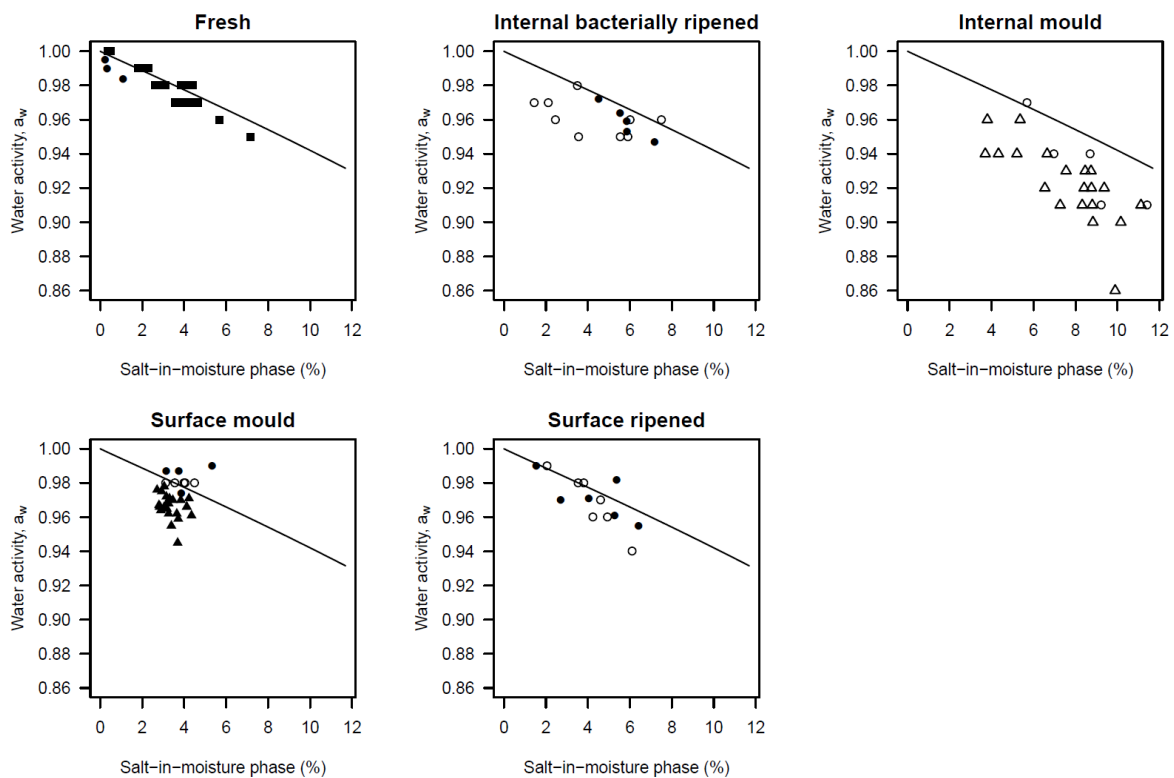 Fresh
Internal bacterially ripened
Internal mould
Water activity, aw
1.00
0.98
0.96
0.94
0.92
0.90
0.88
0.86
0 2 4 6 8 10 12
Salt−in−moisture phase (%)
Water activity, aw
1.00
0.98
0.96
0.94
0.92
0.90
0.88
0.86
0 2 4 6 8 10 12
Salt−in−moisture phase (%)
Water activity, aw
1.00
0.98
0.96
0.94
0.92
0.90
0.88
0.86
0 2 4 6 8 10 12
Salt−in−moisture phase (%)
Surface mould
Surface ripened
Water activity, aw
1.00
0.98
0.96
0.94
0.92
0.90
0.88
0.86
0 2 4 6 8 10 12
Salt−in−moisture phase (%)
Water activity, aw
1.00
0.98
0.96
0.94
0.92
0.90
0.88
0.86
0 2 4 6 8 10 12
Salt−in−moisture phase (%)